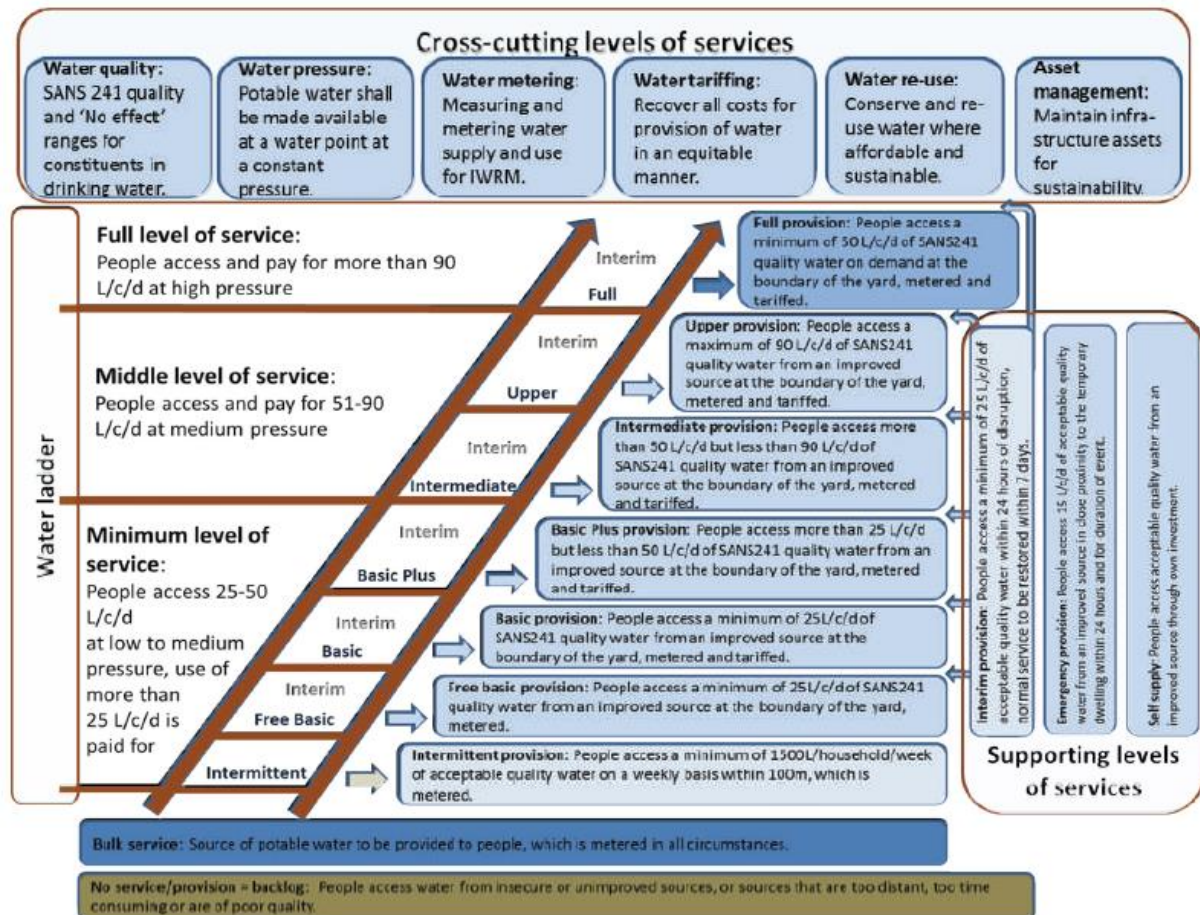 Cross-cutting levels of services
Water quality:
SANS 241 quality
and ‘No effect’
ranges for
constituents in
drinking water.
Water pressure:
Potable water shall
be made available
at a water point at
a constant
pressure.
Water metering:
Measuring and
metering water
supply and use
for IWRM.
Water tariffing:
Recover all costs for
provision of water
in an equitable
manner.
Water re-use:
Conserve and re-
use water where
affordable and
sustainable.
Asset
management:
Maintain infra-
structure assets
for
sustainability.
Water ladder
Full level of service:
People access and pay for more than 90
L/c/d at high pressure
Middle level of service:
People access and pay for 51-90
L/c/d at medium pressure
Minimum level of
service:
People access 25-50
L/c/d
at low to medium
pressure, use of
more than
25 L/c/d is
paid for
Interim
Full
Interim
Upper
Interim
Intermediate
Interim
Basic Plus
Interim
Basic
Interim
Free Basic
Intermittent
Full provision: People access a
minimum of 50 L/c/d of SANS241
quality water on demand at the
boundary of the yard, metered and
tariffed.
Upper provision: People access a
maximum of 90 L/c/d of SANS241
quality water from an improved
source at the boundary of the yard,
metered and tariffed.
Intermediate provision: People access more
than 50 L/c/d but less than 90 L/c/d of
SANS241 quality water from an improved
source at the boundary of the yard, metered
and tariffed.
Basic Plus provision: People access more than 25 L/c/d
but less than 50 L/c/d of SANS241 quality water from an
improved source at the boundary of the yard, metered
and tariffed.
Basic provision: People access a minimum of 25L/c/d of
SANS241 quality water from an improved source at the
boundary of the yard, metered and tariffed.
Free basic provision: People access a minimum of 25L/c/d of SANS241
quality water from an improved source at the boundary of the yard,
metered.
Intermittent provision: People access a minimum of 1500L/household/week
of acceptable quality water on a weekly basis within 100m, which is
metered.
Interim provision: People access a minimum of 25 L/c/d of
acceptable quality water within 24 hours of disruption,
normal service to be restored within 7 days.
Emergency provision: People access 15 L/c/d of acceptable quality
water from an improved source in close proximity to the temporary
dwelling within 24 hours and for duration of event.
Self supply: People access acceptable quality water from an
improved source through own investment.
Supporting levels
of services
Bulk service: Source of potable water to be provided to people, which is metered in all circumstances.
No service/provision = backlog: People access water from insecure or unimproved sources, or sources that are too distant, too time
consuming or are of poor quality.